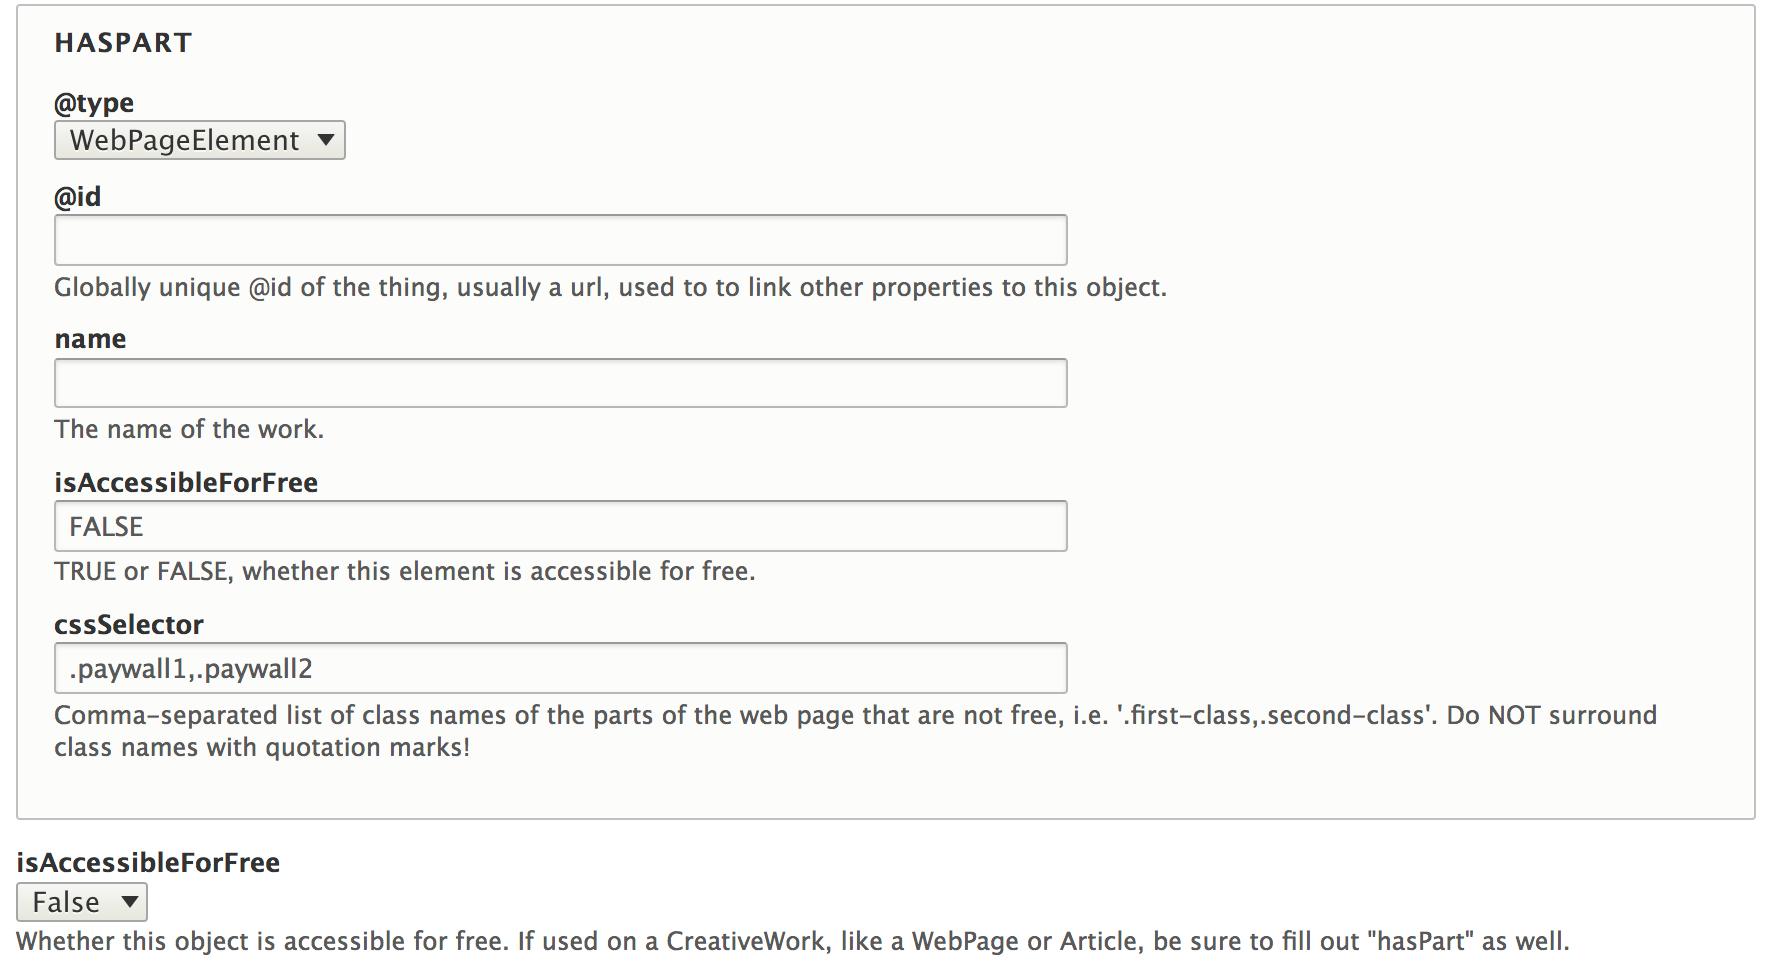 HASPART
@type
WebPageElement
@id
Globally unique @id of the thing, usually a url, used to to link other properties to this object.
name
The name of the work.
isAccessibleForFree
FALSE
TRUE or FALSE, whether this element is accessible for free.
cssSelector
.paywall1,.paywall2
Comma-separated list of class names of the parts of the web page that are not free, i.e. '.first-class,.second-class'. Do NOT surround
class names with quotation marks!
isAccessibleForFree
False
Whether this object is accessible for free. If used on a CreativeWork, like a WebPage or Article, be sure to fill out "hasPart" as well.